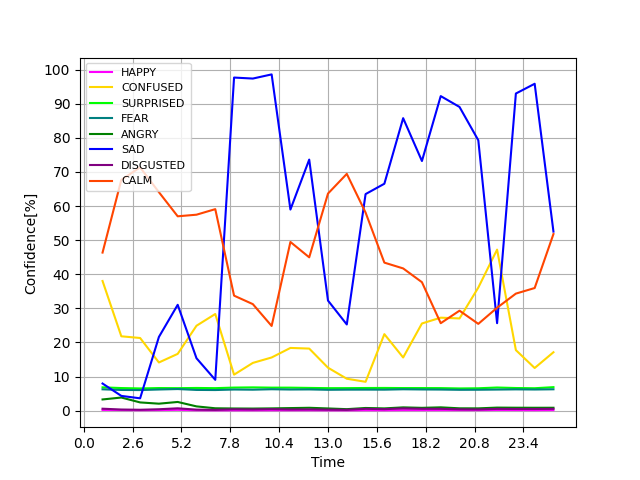 HAPPY
CONFUSED
SURPRISED
FEAR
ANGRY
SAD
DISGUSTED
CALM
Confidence[%]
100
90
80
70
60
50
40
30
20
10
0
0.0 2.6 5.2 7.8 10.4 13.0 15.6 18.2 20.8 23.4
Time